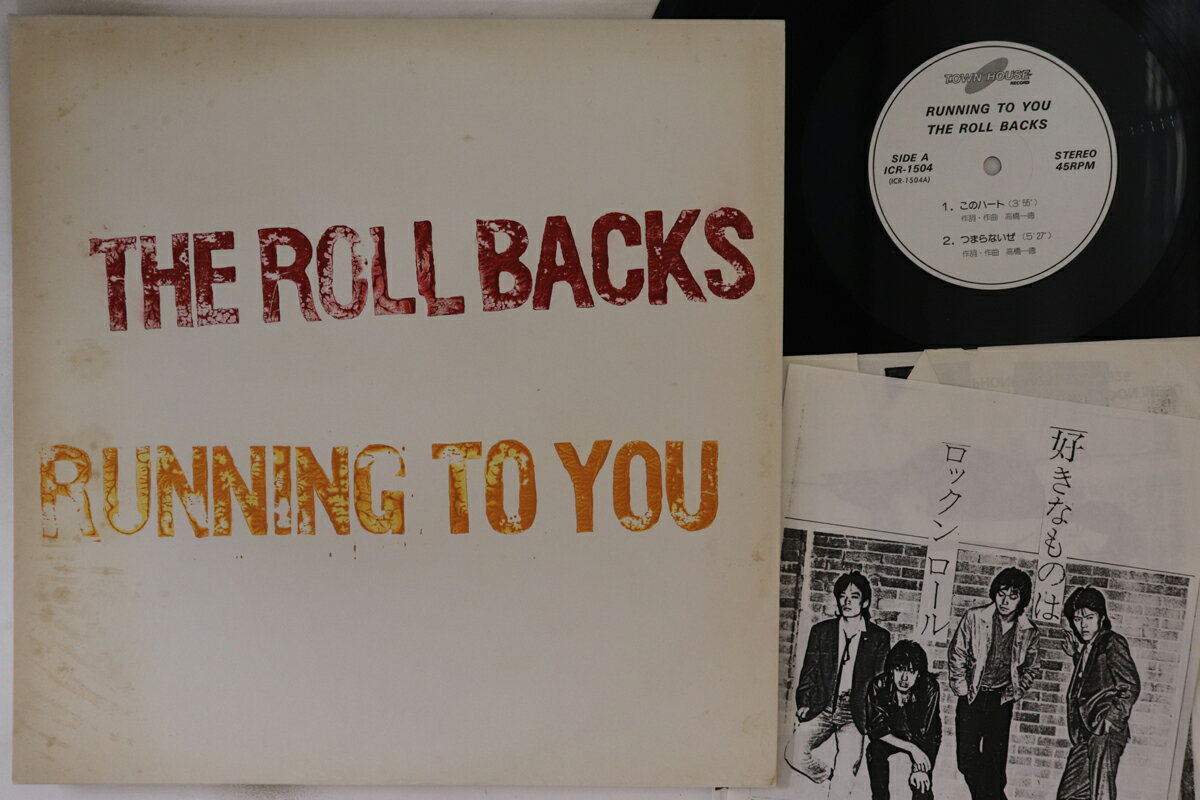 THE ROLL BACKS
RUNNING TO YOU
TOWN HOUSE
RECORD
RUNNING TO YOU
THE ROLL BACKS
SIDE A
ICR-1504
(ICR-1504A)
STEREO
45RPM
1. このハート (3'55")
作詞・作曲 高橋一徳
2. つまらないぜ (5'27")
作詞・作曲 高橋一徳
好きなものは
ロックンロール